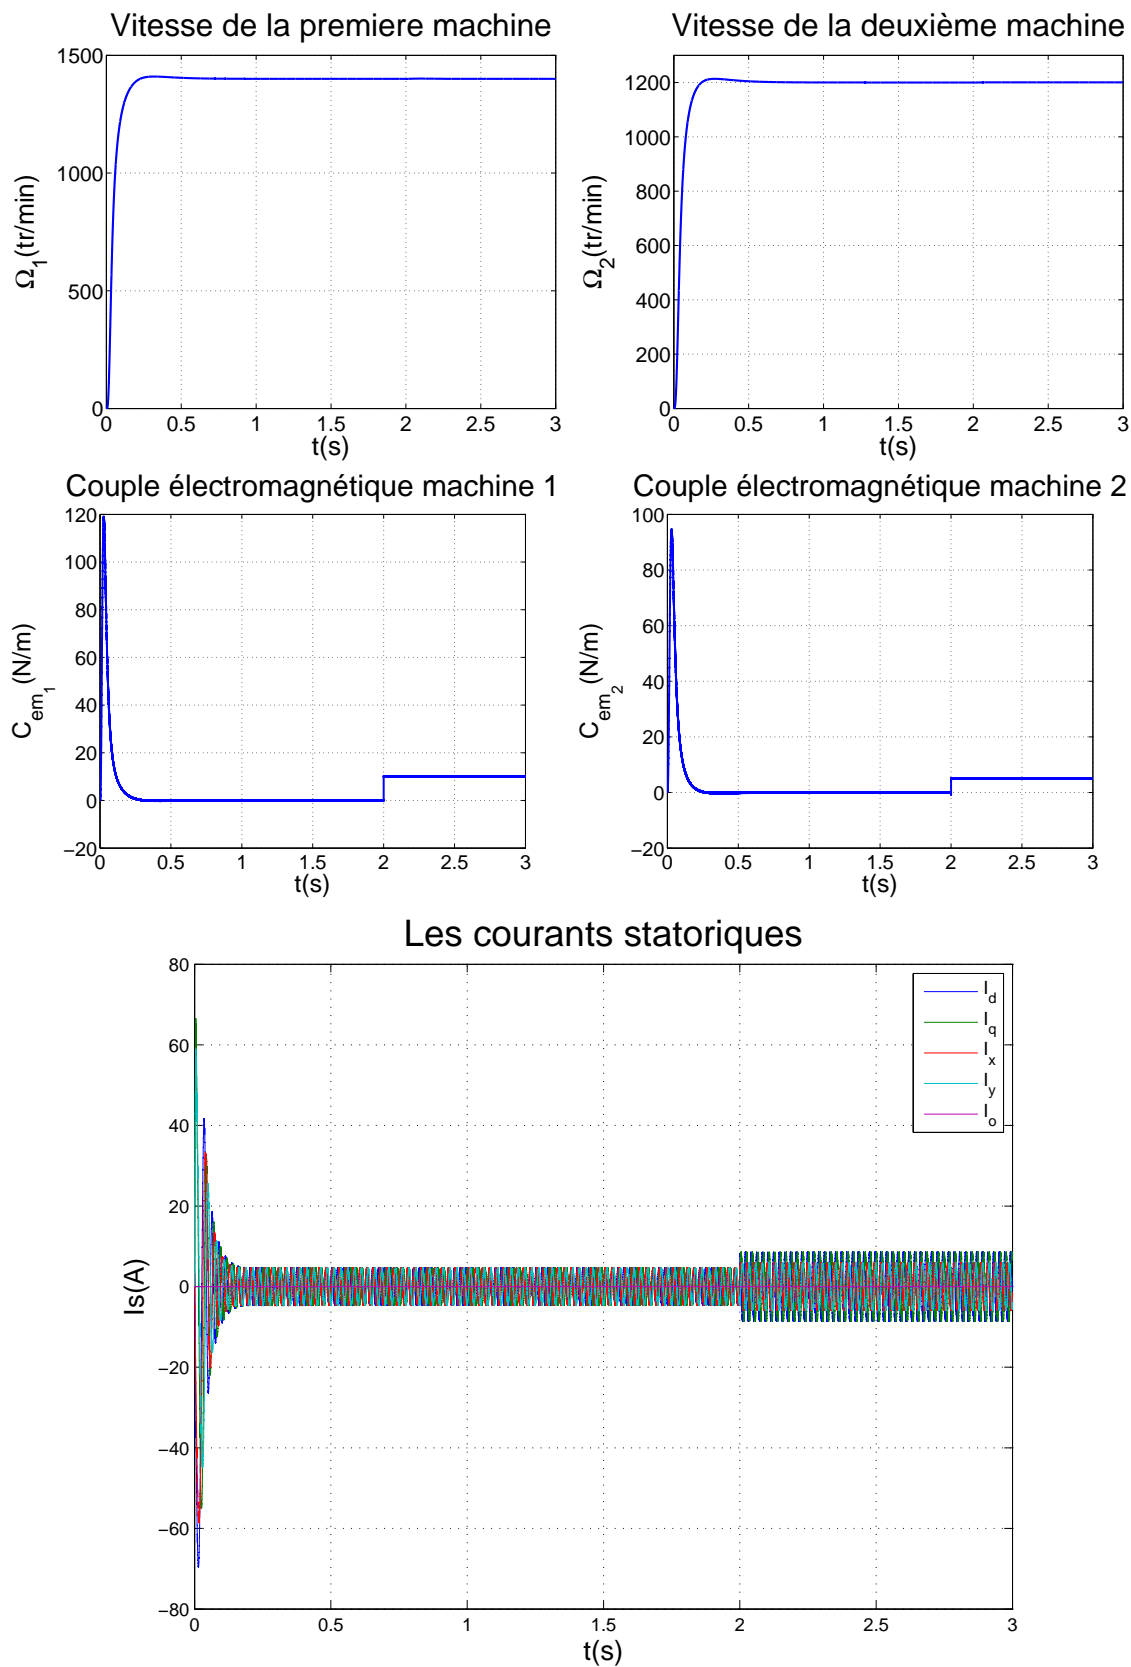 Vitesse de la premiere machine
1500
1000
500
0
Ω1(tr/min)
0 0.5 1 1.5 2 2.5 3
t(s)
Vitesse de la deuxième machine
1200
1000
800
600
400
200
0
Ω2(tr/min)
0 0.5 1 1.5 2 2.5 3
t(s)
Couple électromagnétique machine 1
120
100
80
60
40
20
0
−20
Cem1(N/m)
0 0.5 1 1.5 2 2.5 3
t(s)
Couple électromagnétique machine 2
100
80
60
40
20
0
−20
Cem2(N/m)
0 0.5 1 1.5 2 2.5 3
t(s)
Les courants statoriques
80
60
40
20
0
−20
−40
−60
−80
Is(A)
Id
Iq
Ix
Iy
Io
0 0.5 1 1.5 2 2.5 3
t(s)